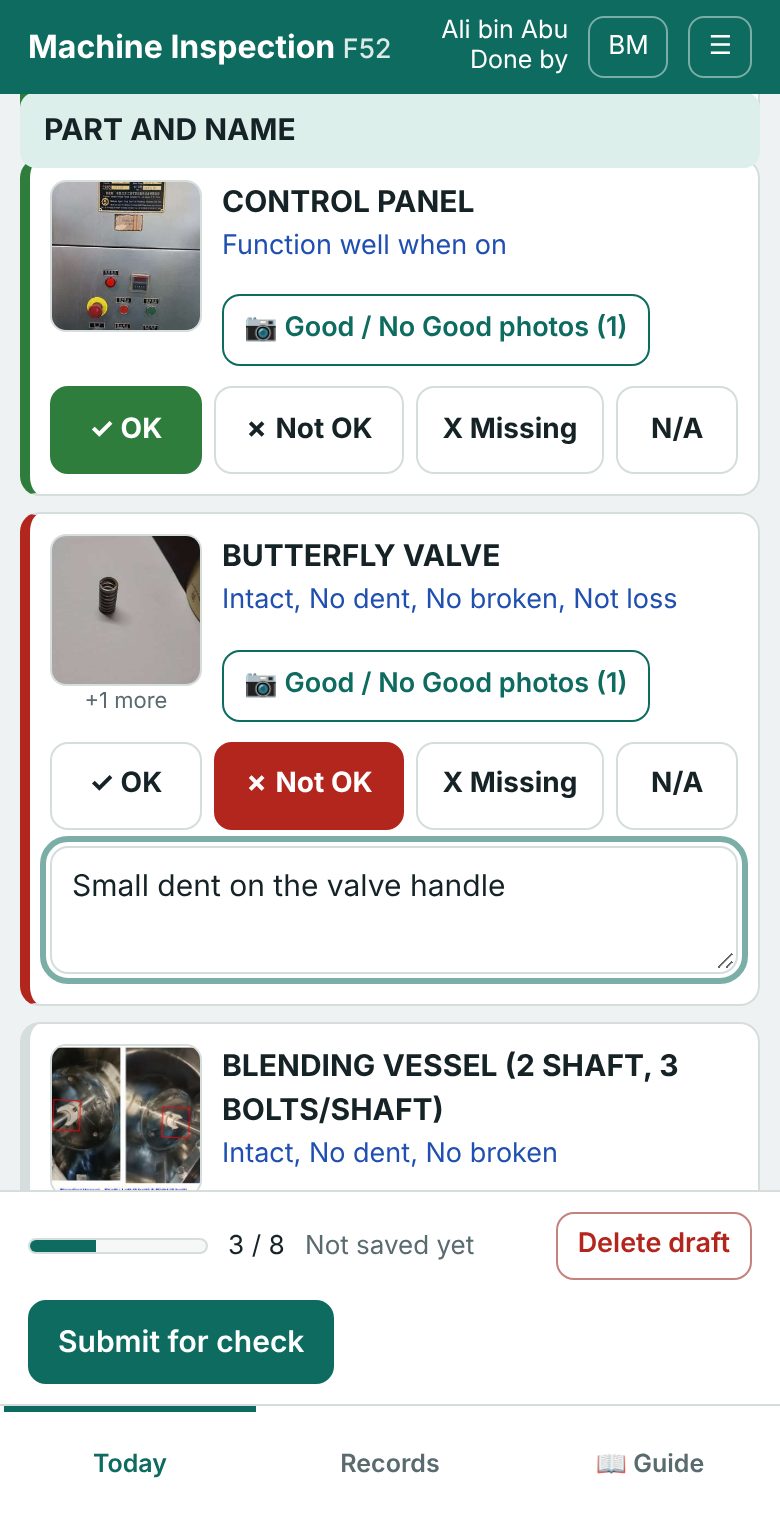 Machine Inspection F52
Ali bin Abu
Done by
BM
☰
PART AND NAME
CONTROL PANEL
Function well when on
📷 Good / No Good photos (1)
✓ OK
× Not OK
X Missing
N/A
BUTTERFLY VALVE
Intact, No dent, No broken, Not loss
+1 more
📷 Good / No Good photos (1)
✓ OK
× Not OK
X Missing
N/A
Small dent on the valve handle
BLENDING VESSEL (2 SHAFT, 3
BOLTS/SHAFT)
Intact, No dent, No broken
3 / 8
Not saved yet
Delete draft
Submit for check
Today
Records
📖 Guide